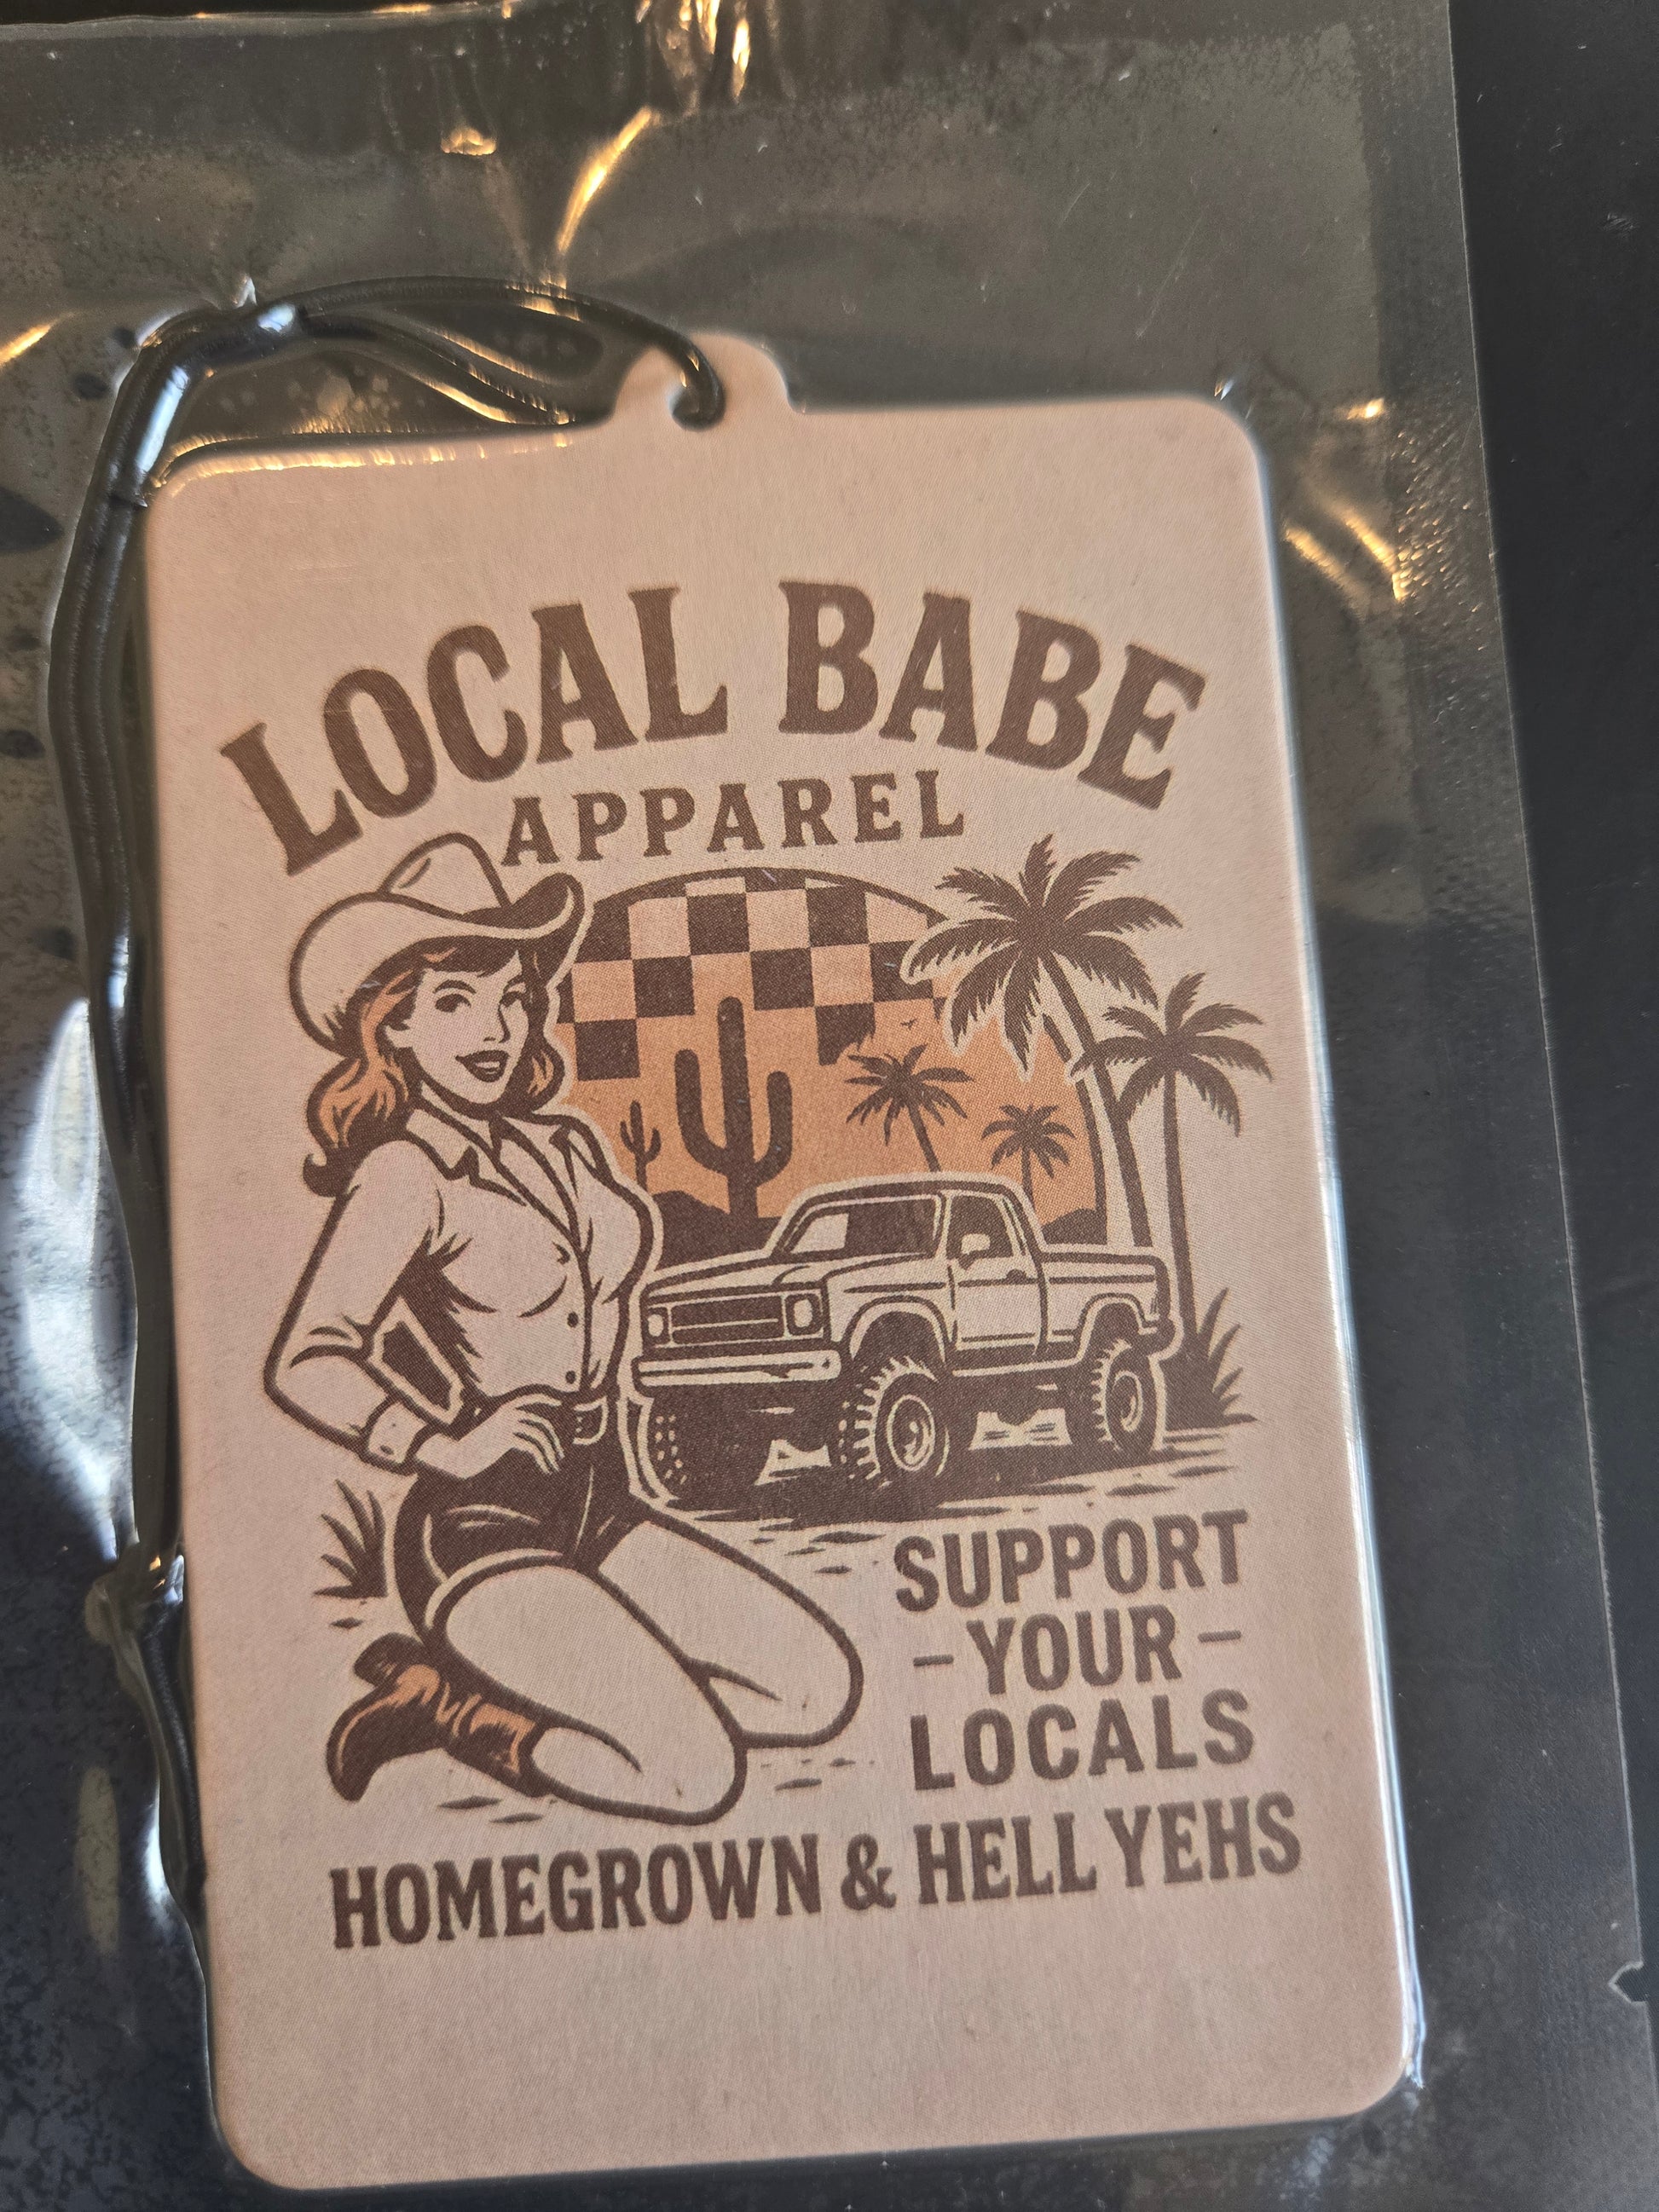 LOCAL BABE
APPAREL
SUPPORT
- YOUR -
LOCALS
HOMEGROWN & HELL YEHS